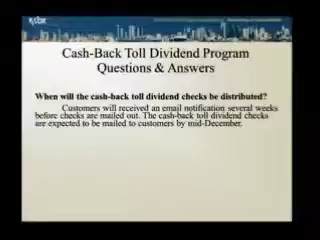 Cash-Back Toll Dividend Program
Questions & Answers
When will the cash-back toll dividend checks be distributed?
Customers will received an email notification several weeks
before checks are mailed out. The cash-back toll dividend checks
are expected to be mailed to customers by mid-December.